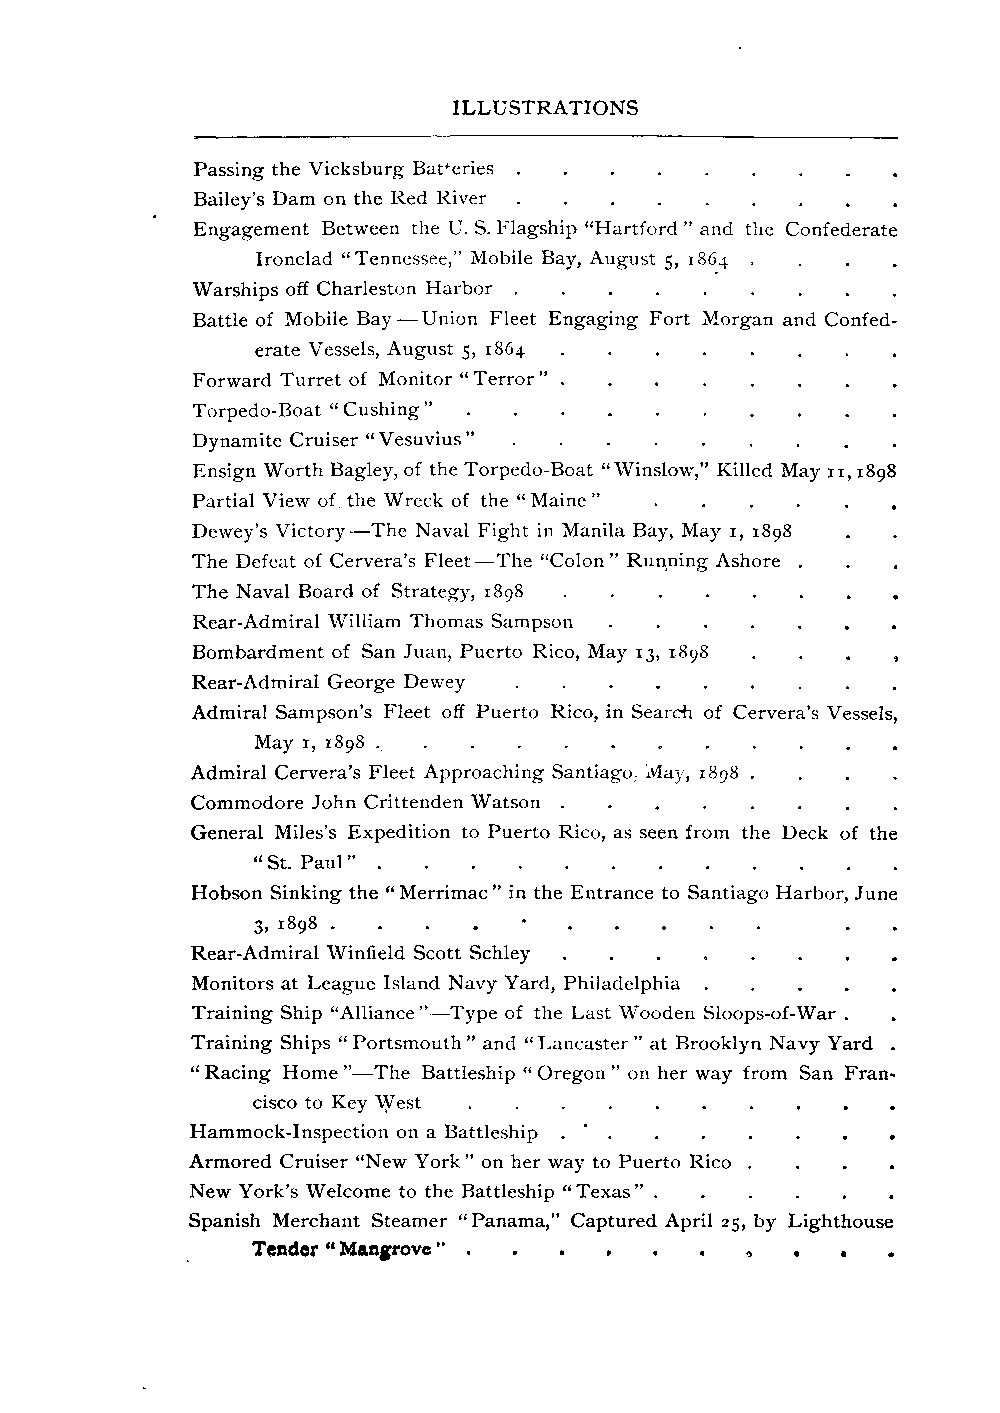 ILLUSTRATIONS
Passing the Vicksburg Batteries . . . . . . . . .
Bailey's Dam on the Red River . . . . . . . . .
Engagement Between the U. S. Flagship “Hartford” and the Confederate
Ironclad “Tennessee,” Mobile Bay, August 5, 1864 . . . .
Warships off Charleston Harbor . . . . . . . . .
Battle of Mobile Bay — Union Fleet Engaging Fort Morgan and Confed-
erate Vessels, August 5, 1864 . . . . . . . .
Forward Turret of Monitor “Terror” . . . . . . . .
Torpedo-Boat “Cushing” . . . . . . . . . .
Dynamite Cruiser “Vesuvius” . . . . . . . . .
Ensign Worth Bagley, of the Torpedo-Boat “Winslow,” Killed May 11, 1898
Partial View of the Wreck of the “Maine” . . . . . .
Dewey's Victory—The Naval Fight in Manila Bay, May 1, 1898 . .
The Defeat of Cervera's Fleet—The “Colon” Running Ashore . . .
The Naval Board of Strategy, 1898 . . . . . . . .
Rear-Admiral William Thomas Sampson . . . . . . .
Bombardment of San Juan, Puerto Rico, May 13, 1898 . . . .
Rear-Admiral George Dewey . . . . . . . . .
Admiral Sampson's Fleet off Puerto Rico, in Search of Cervera's Vessels,
May 1, 1898 . . . . . . . . . . . .
Admiral Cervera's Fleet Approaching Santiago, May, 1898 . . . .
Commodore John Crittenden Watson . . . . . . . .
General Miles's Expedition to Puerto Rico, as seen from the Deck of the
“St. Paul” . . . . . . . . . . . .
Hobson Sinking the “Merrimac” in the Entrance to Santiago Harbor, June
3, 1898 . . . . . . . . . . . .
Rear-Admiral Winfield Scott Schley . . . . . . . .
Monitors at League Island Navy Yard, Philadelphia . . . . .
Training Ship “Alliance”—Type of the Last Wooden Sloops-of-War . .
Training Ships “Portsmouth” and “Lancaster” at Brooklyn Navy Yard .
“Racing Home”—The Battleship “Oregon” on her way from San Fran-
cisco to Key West . . . . . . . . . .
Hammock-Inspection on a Battleship . . . . . . . .
Armored Cruiser “New York” on her way to Puerto Rico . . . .
New York's Welcome to the Battleship “Texas” . . . . . .
Spanish Merchant Steamer “Panama,” Captured April 25, by Lighthouse
Tender “Mangrove” . . . . . . . . . .